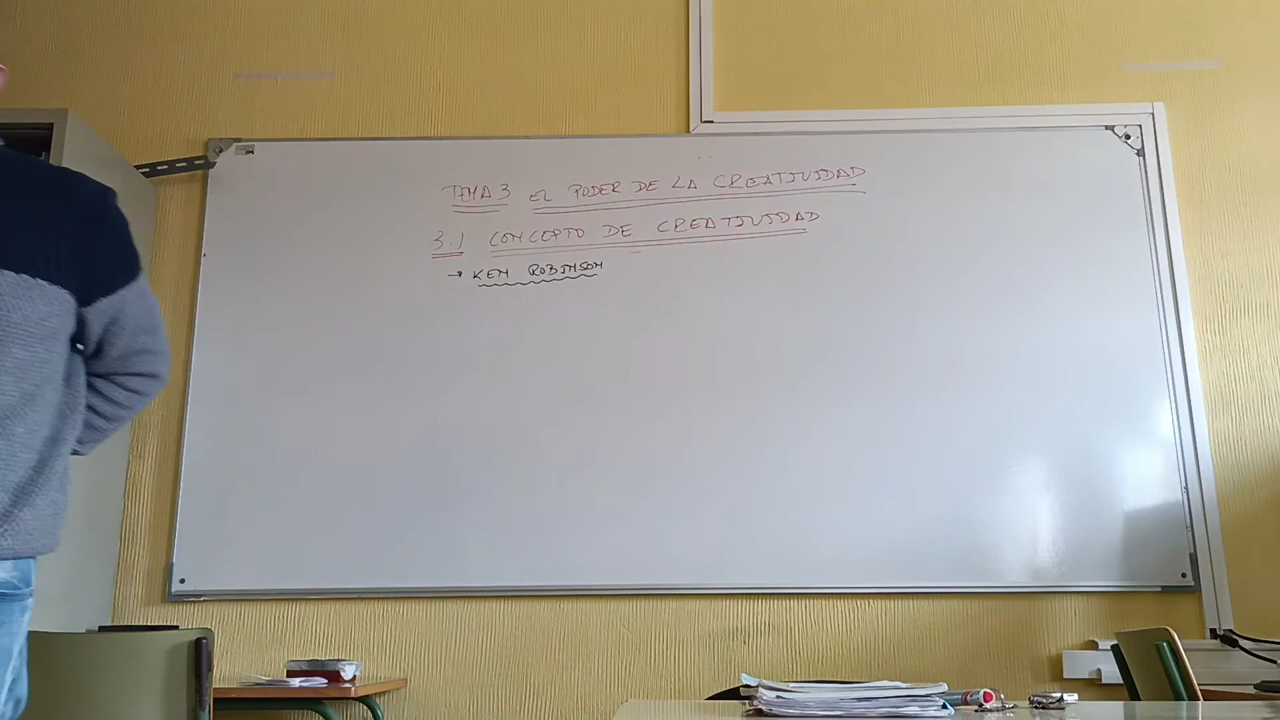 TEMA 3 EL PODER DE LA CREATIVIDAD
3.1 CONCEPTO DE CREATIVIDAD
→ KEN ROBINSON